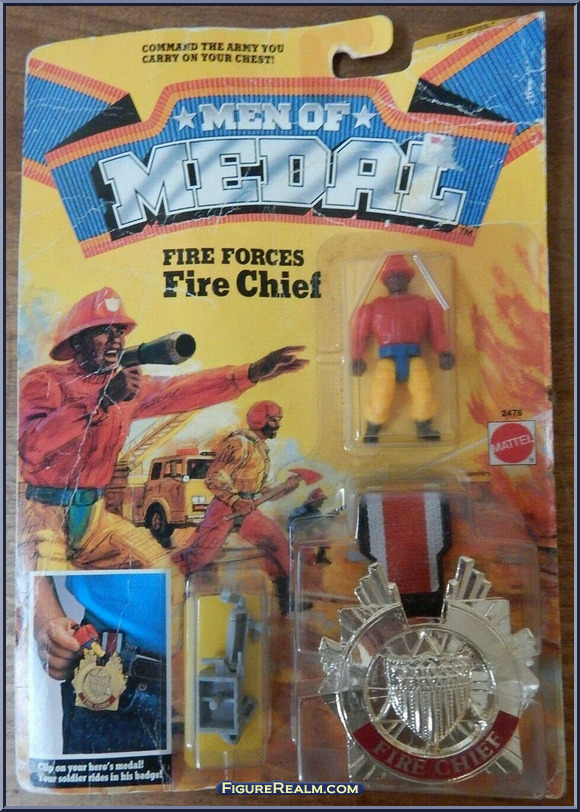 COMMAND THE ARMY YOU
CARRY ON YOUR CHEST!
MEN OF
MEDAL
TM
FIRE FORCES
Fire Chief
2476
MATTEL
FIRE CHIEF
Clip on your hero's medal!
Your soldier rides in his badge!
FIGUREREALM.COM